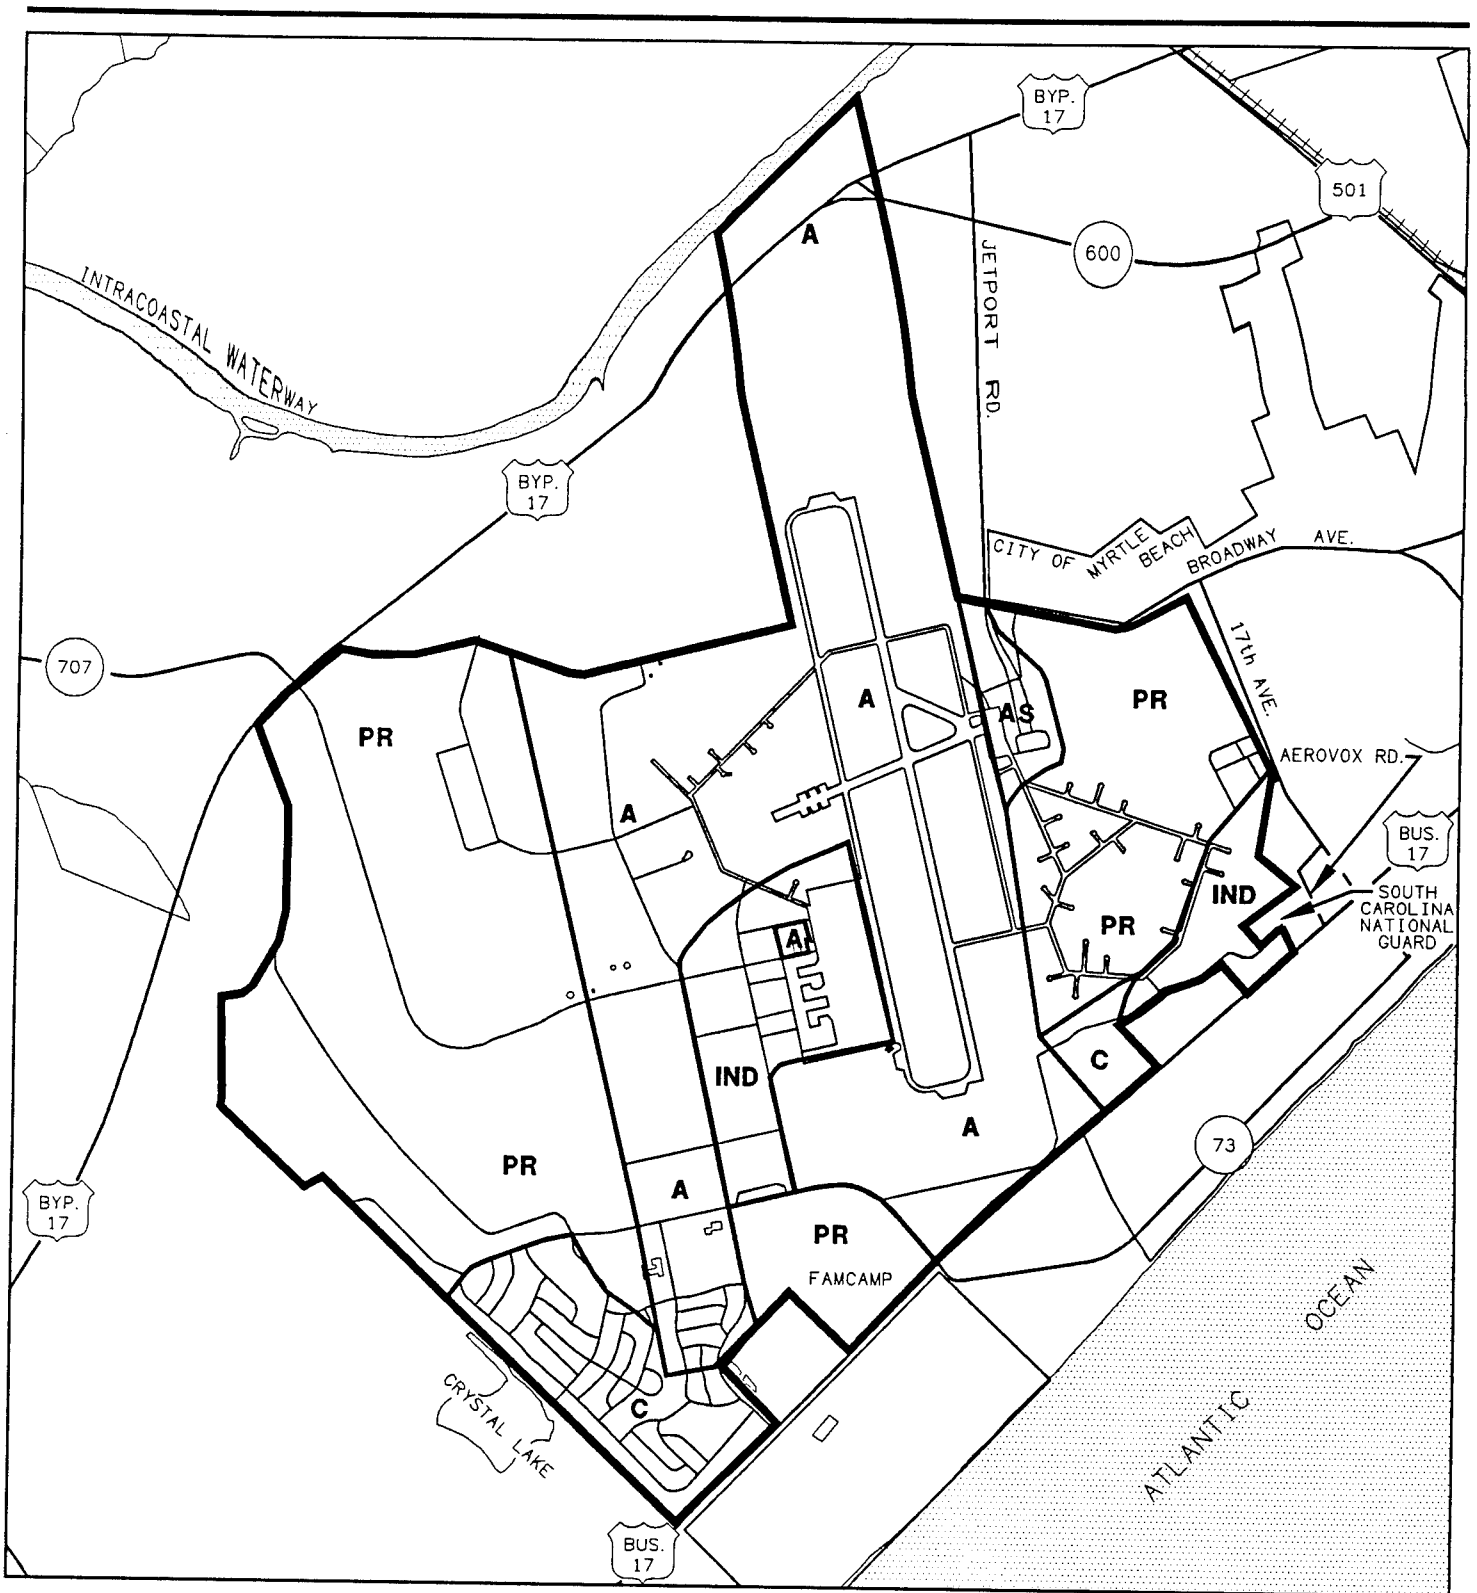 BYP.
17
501
A
600
JETPORT RD.
INTRACOASTAL WATERWAY
BYP.
17
CITY OF MYRTLE BEACH
BROADWAY AVE.
17th AVE.
707
PR
A
AS
PR
AEROVOX RD.
A
BUS.
17
IND
SOUTH
CAROLINA
NATIONAL
GUARD
PR
A
IND
C
A
73
PR
A
BYP.
17
PR
FAMCAMP
ATLANTIC OCEAN
CRYSTAL LAKE
C
BUS.
17